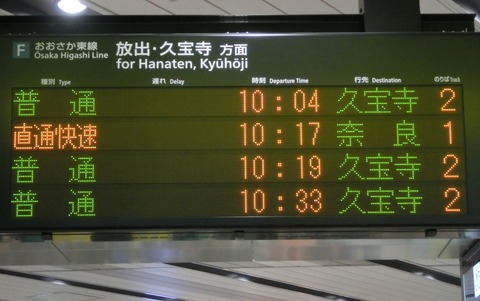 F おおさか東線 放出・久宝寺 方面
Osaka Higashi Line for Hanaten, Kyūhōji
種別 Type 遅れ Delay 時刻 Departure Time 行先 Destination のりば Track
普通 10:04 久宝寺 2
直通快速 10:17 奈良 1
普通 10:19 久宝寺 2
普通 10:33 久宝寺 2